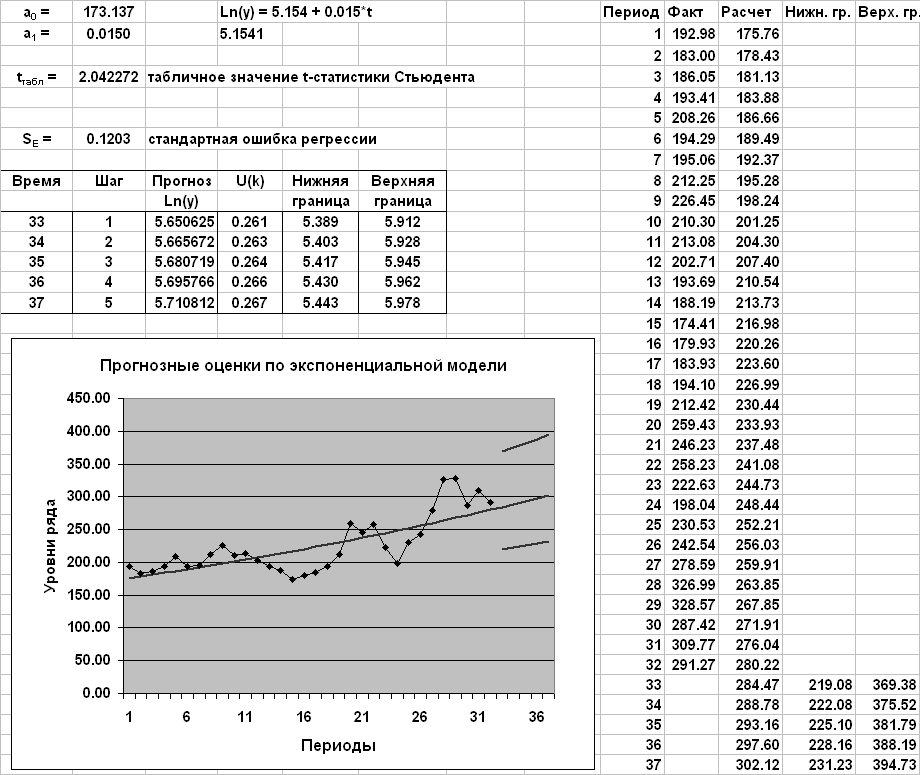 a0 = 173.137 Ln(y) = 5.154 + 0.015*t
a1 = 0.0150 5.1541
tтабл = 2.042272 табличное значение t-статистики Стьюдента
SE = 0.1203 стандартная ошибка регрессии
Время Шаг Прогноз U(k) Нижняя Верхняя
Ln(y) граница граница
33 1 5.650625 0.261 5.389 5.912
34 2 5.665672 0.263 5.403 5.928
35 3 5.680719 0.264 5.417 5.945
36 4 5.695766 0.266 5.430 5.962
37 5 5.710812 0.267 5.443 5.978
Прогнозные оценки по экспоненциальной модели
Уровни ряда
450.00
400.00
350.00
300.00
250.00
200.00
150.00
100.00
50.00
0.00
1 6 11 16 21 26 31 36
Периоды
Период Факт Расчет Нижн. гр. Верх. гр.
1 192.98 175.76
2 183.00 178.43
3 186.05 181.13
4 193.41 183.88
5 208.26 186.66
6 194.29 189.49
7 195.06 192.37
8 212.25 195.28
9 226.45 198.24
10 210.30 201.25
11 213.08 204.30
12 202.71 207.40
13 193.69 210.54
14 188.19 213.73
15 174.41 216.98
16 179.93 220.26
17 183.93 223.60
18 194.10 226.99
19 212.42 230.44
20 259.43 233.93
21 246.23 237.48
22 258.23 241.08
23 222.63 244.73
24 198.04 248.44
25 230.53 252.21
26 242.54 256.03
27 278.59 259.91
28 326.99 263.85
29 328.57 267.85
30 287.42 271.91
31 309.77 276.04
32 291.27 280.22
33 284.47 219.08 369.38
34 288.78 222.08 375.52
35 293.16 225.10 381.79
36 297.60 228.16 388.19
37 302.12 231.23 394.73